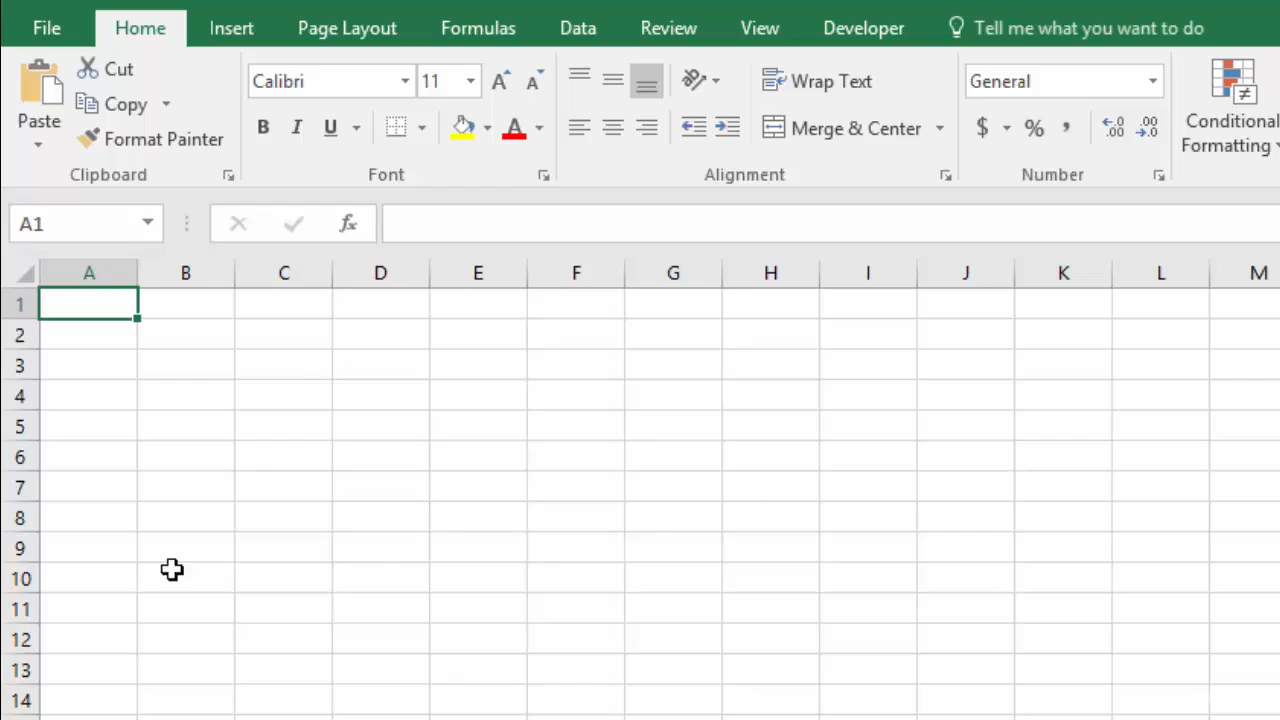 File Home Insert Page Layout Formulas Data Review View Developer Tell me what you want to do
Paste
Cut
Copy
Format Painter
Clipboard
Calibri 11 A A
B I U A
Font
Wrap Text
Merge & Center
Alignment
General
$ % , .0 .00 .00 .0
Number
Conditional
Formatting
A1 fx
A B C D E F G H I J K L M
1
2
3
4
5
6
7
8
9
10
11
12
13
14